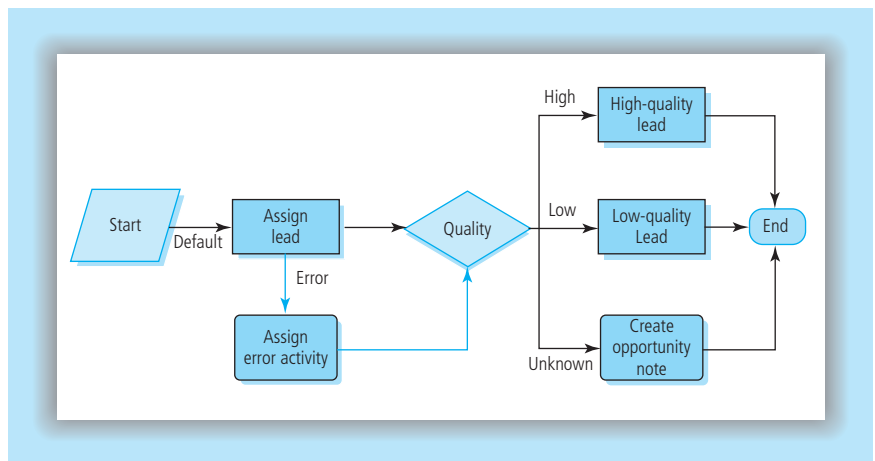 Start
Default
Assign
lead
Error
Assign
error activity
Quality
High
High-quality
lead
Low
Low-quality
Lead
Unknown
Create
opportunity
note
End